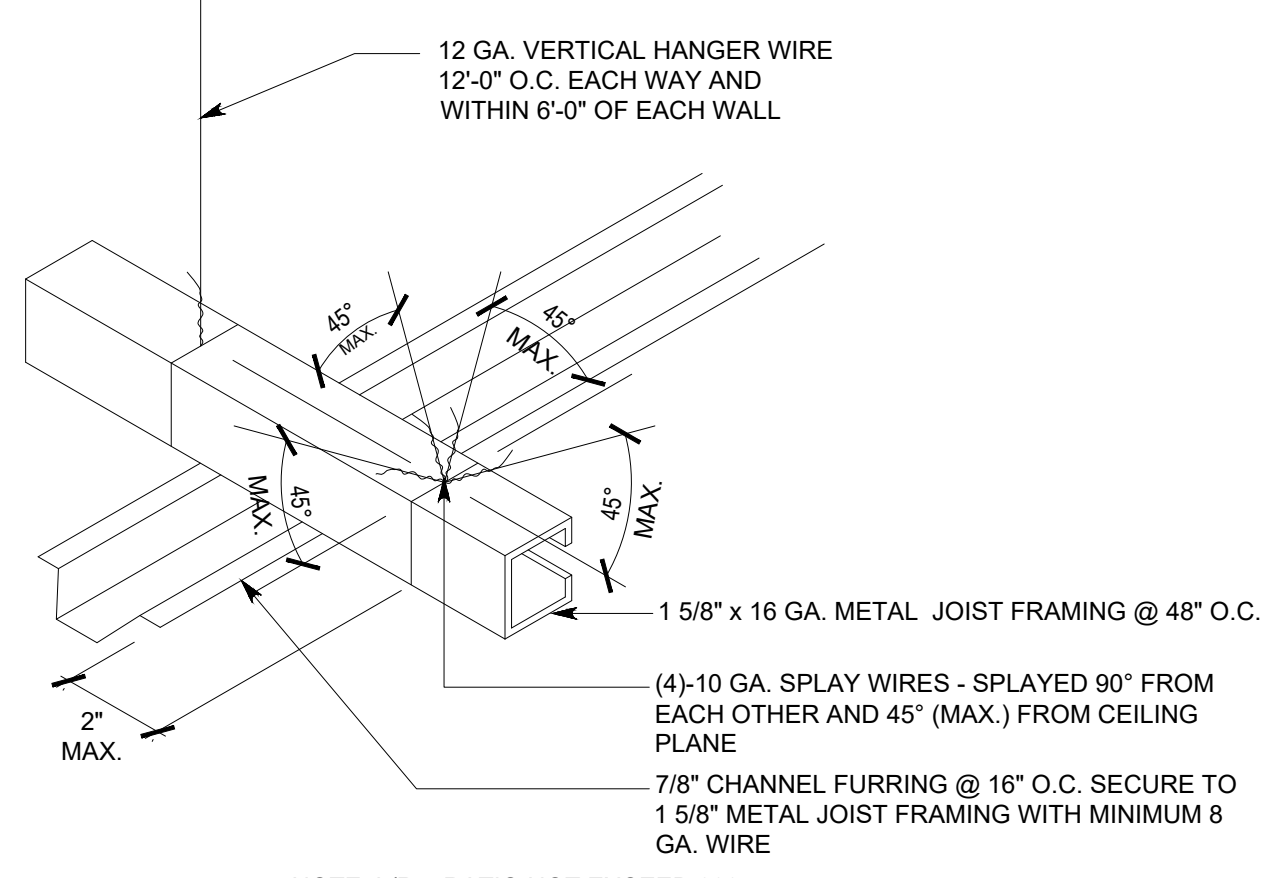 12 GA. VERTICAL HANGER WIRE
12'-0" O.C. EACH WAY AND
WITHIN 6'-0" OF EACH WALL
45°
MAX.
45°
MAX.
45°
MAX.
45°
MAX.
1 5/8" x 16 GA. METAL JOIST FRAMING @ 48" O.C.
(4)-10 GA. SPLAY WIRES - SPLAYED 90° FROM
EACH OTHER AND 45° (MAX.) FROM CEILING
PLANE
2"
MAX.
7/8" CHANNEL FURRING @ 16" O.C. SECURE TO
1 5/8" METAL JOIST FRAMING WITH MINIMUM 8
GA. WIRE